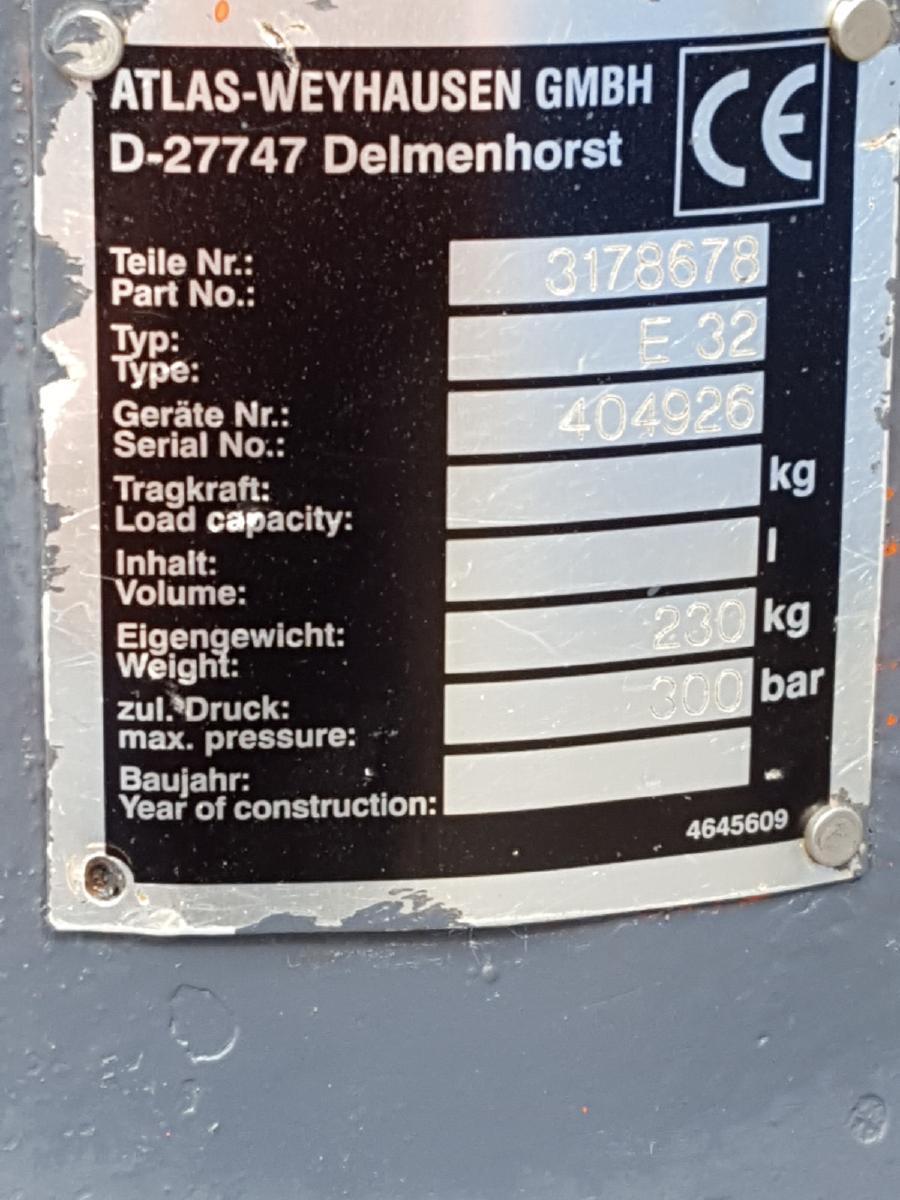 ATLAS-WEYHAUSEN GMBH
D-27747 Delmenhorst
CE
Teile Nr.:
Part No.:
3178678
Typ:
Type:
E 32
Geräte Nr.:
Serial No.:
404926
Tragkraft:
Load capacity:
kg
Inhalt:
Volume:
l
Eigengewicht:
Weight:
230 kg
zul. Druck:
max. pressure:
300 bar
Baujahr:
Year of construction:
4645609